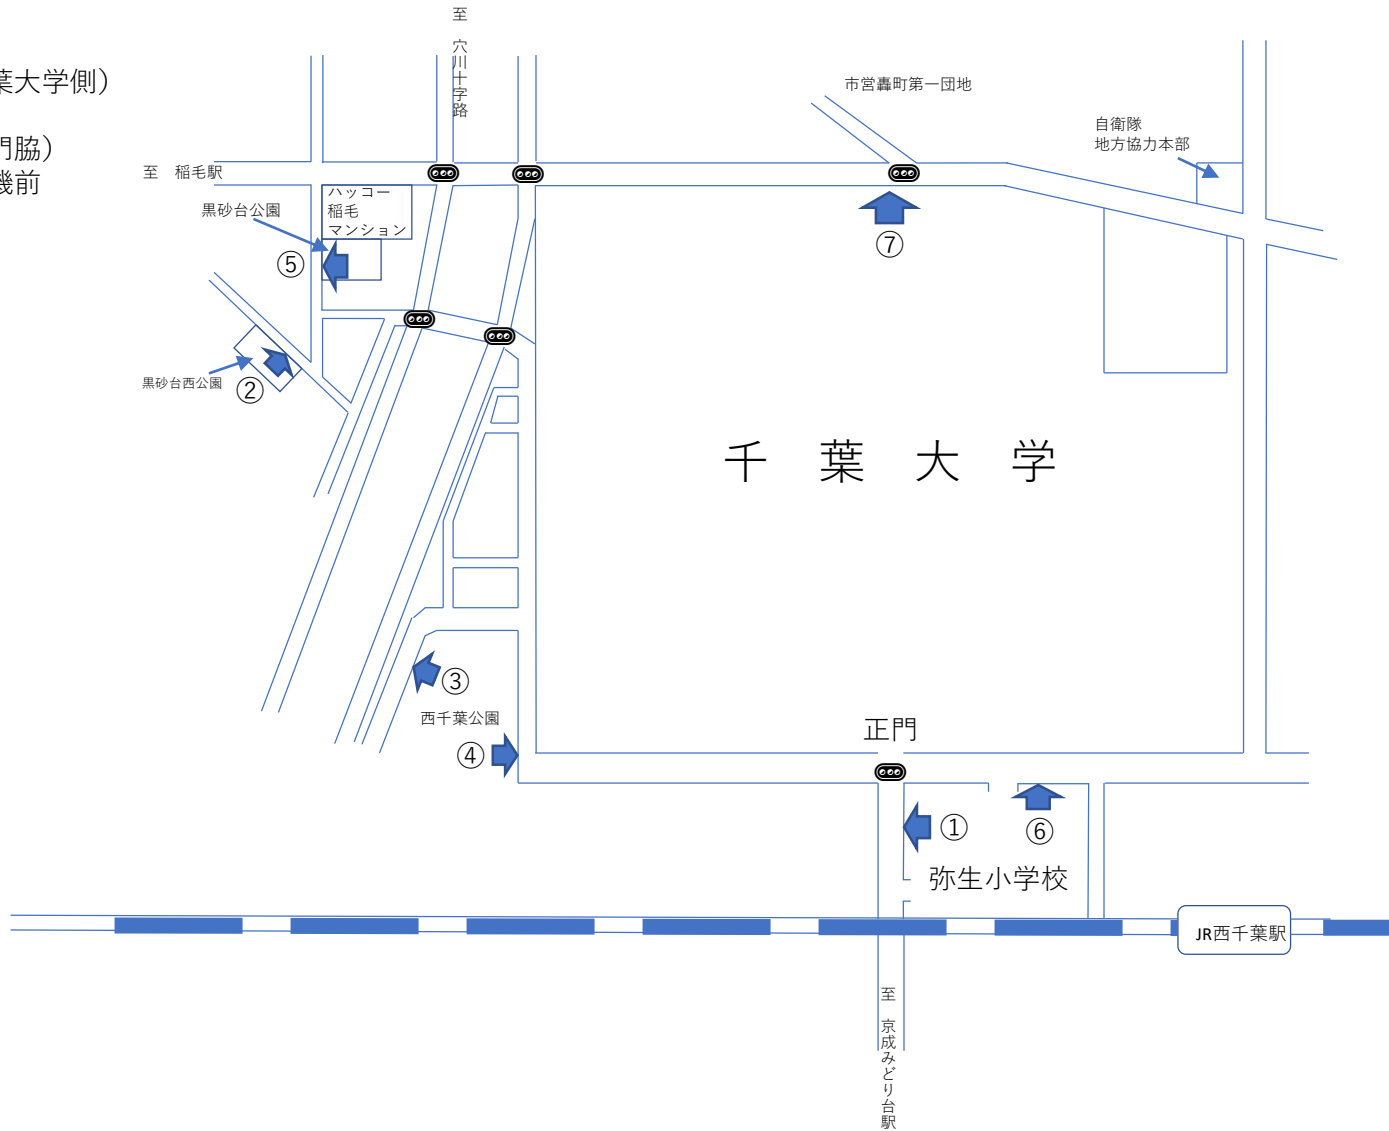 至 穴川十字路
葉大学側）
門脇）
機前
市営轟町第一団地
自衛隊
地方協力本部
至 稲毛駅
ハッコー
稲毛
マンション
黒砂台公園
⑤
⑦
黒砂台西公園
②
千 葉 大 学
③
西千葉公園
④
正門
①
⑥
弥生小学校
JR西千葉駅
至 京成みどり台駅